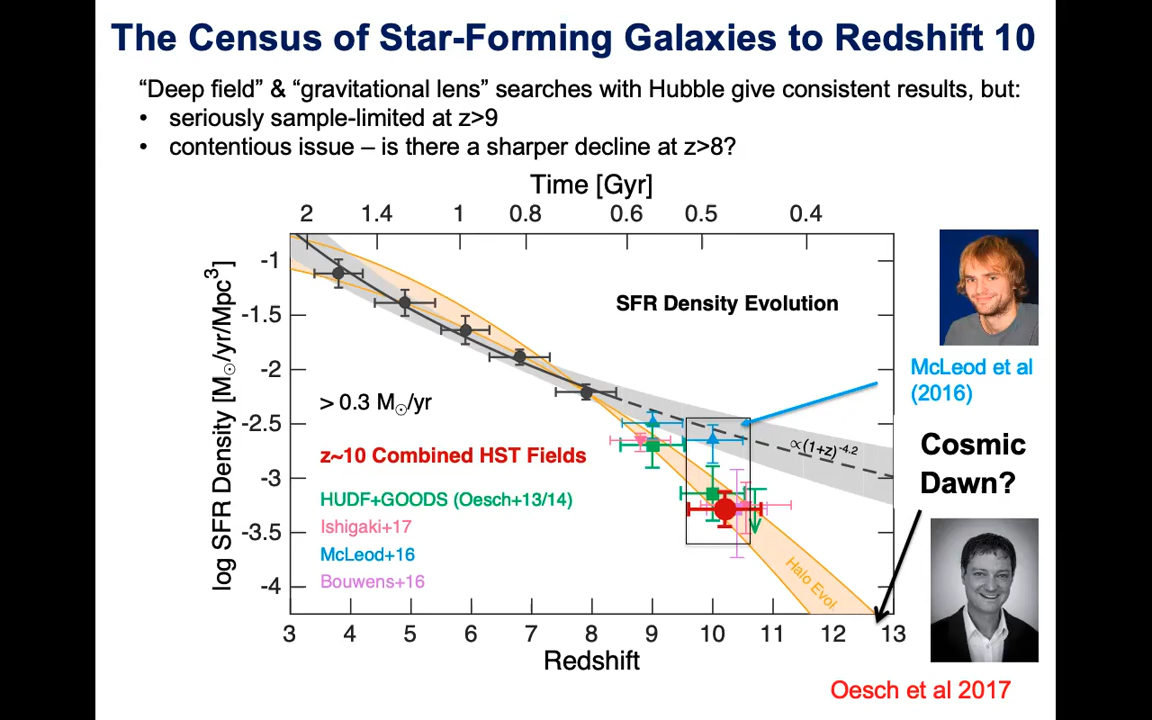 The Census of Star-Forming Galaxies to Redshift 10
“Deep field” & “gravitational lens” searches with Hubble give consistent results, but:
• seriously sample-limited at z>9
• contentious issue – is there a sharper decline at z>8?
Time [Gyr]
2 1.4 1 0.8 0.6 0.5 0.4
log SFR Density [M☉/yr/Mpc³]
-1
-1.5
-2
-2.5
-3
-3.5
-4
SFR Density Evolution
> 0.3 M☉/yr
z~10 Combined HST Fields
HUDF+GOODS (Oesch+13/14)
Ishigaki+17
McLeod+16
Bouwens+16
∝(1+z)^-4.2
Halo Evol.
3 4 5 6 7 8 9 10 11 12 13
Redshift
McLeod et al
(2016)
Cosmic
Dawn?
Oesch et al 2017